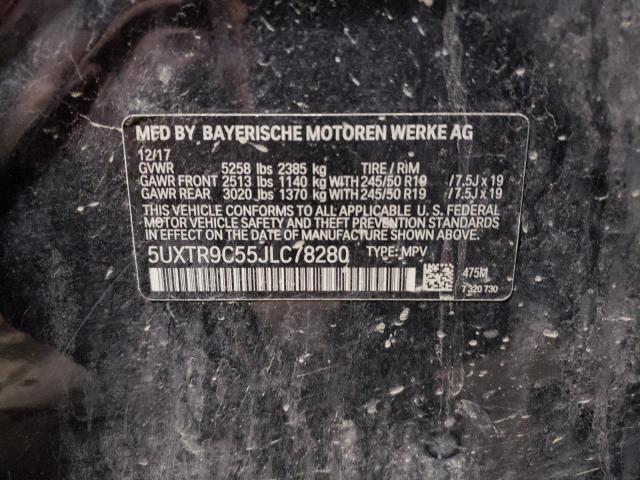 MFD BY BAYERISCHE MOTOREN WERKE AG
12/17
GVWR 5258 lbs 2385 kg TIRE / RIM
GAWR FRONT 2513 lbs 1140 kg WITH 245/50 R19 / 7.5J x 19
GAWR REAR 3020 lbs 1370 kg WITH 245/50 R19 / 7.5J x 19
THIS VEHICLE CONFORMS TO ALL APPLICABLE U. S. FEDERAL
MOTOR VEHICLE SAFETY AND THEFT PREVENTION
STANDARDS IN EFFECT ON THE DATE OF MANUFACTURE
5UXTR9C55JLC78280 TYPE: MPV
475M
7 320 730